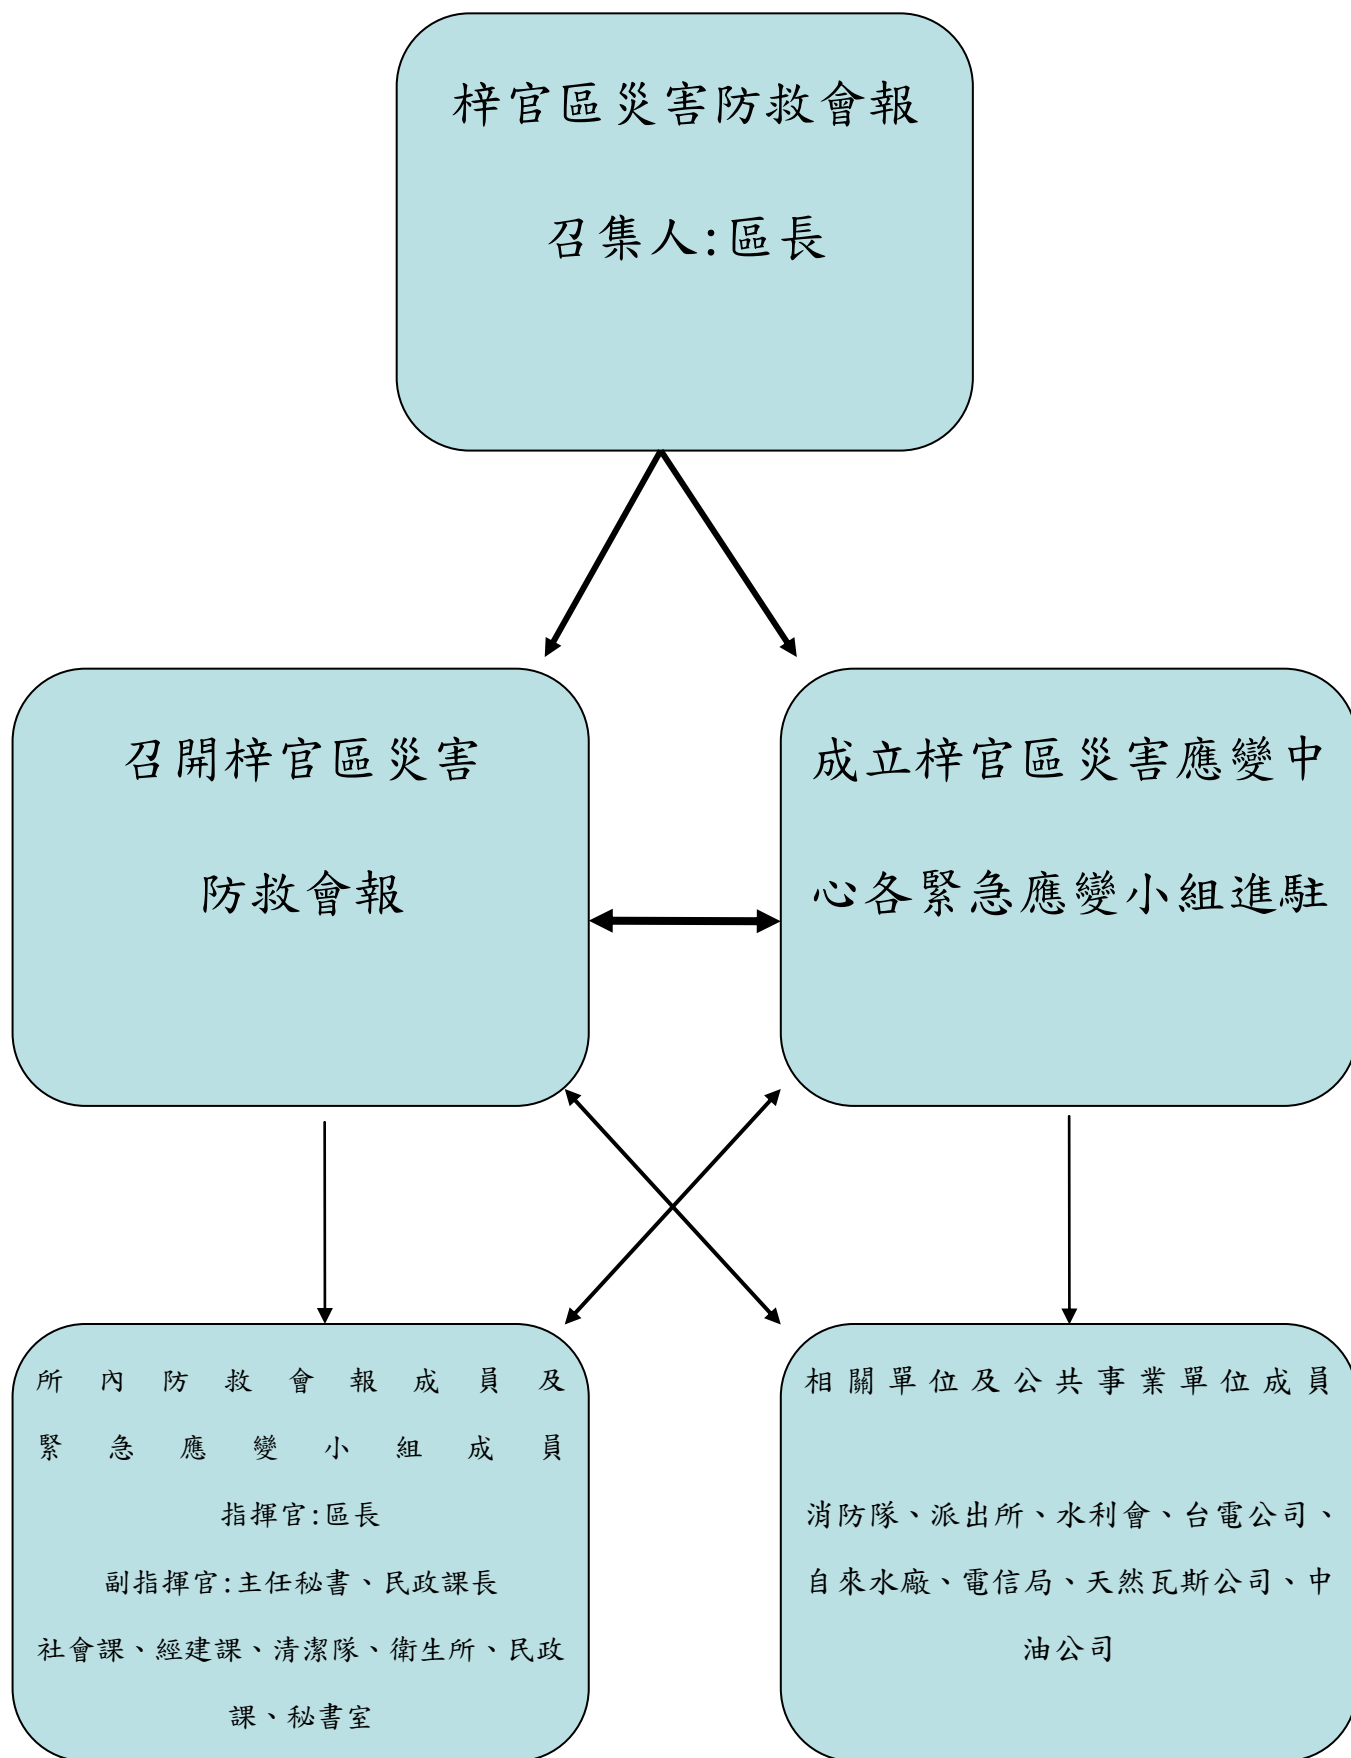 梓官區災害防救會報
召集人:區長
召開梓官區災害
防救會報
成立梓官區災害應變中
心各緊急應變小組進駐
所內防救會報成員及
緊急應變小組成員
指揮官:區長
副指揮官:主任秘書、民政課長
社會課、經建課、清潔隊、衛生所、民政
課、秘書室
相關單位及公共事業單位成員
消防隊、派出所、水利會、台電公司、
自來水廠、電信局、天然瓦斯公司、中
油公司